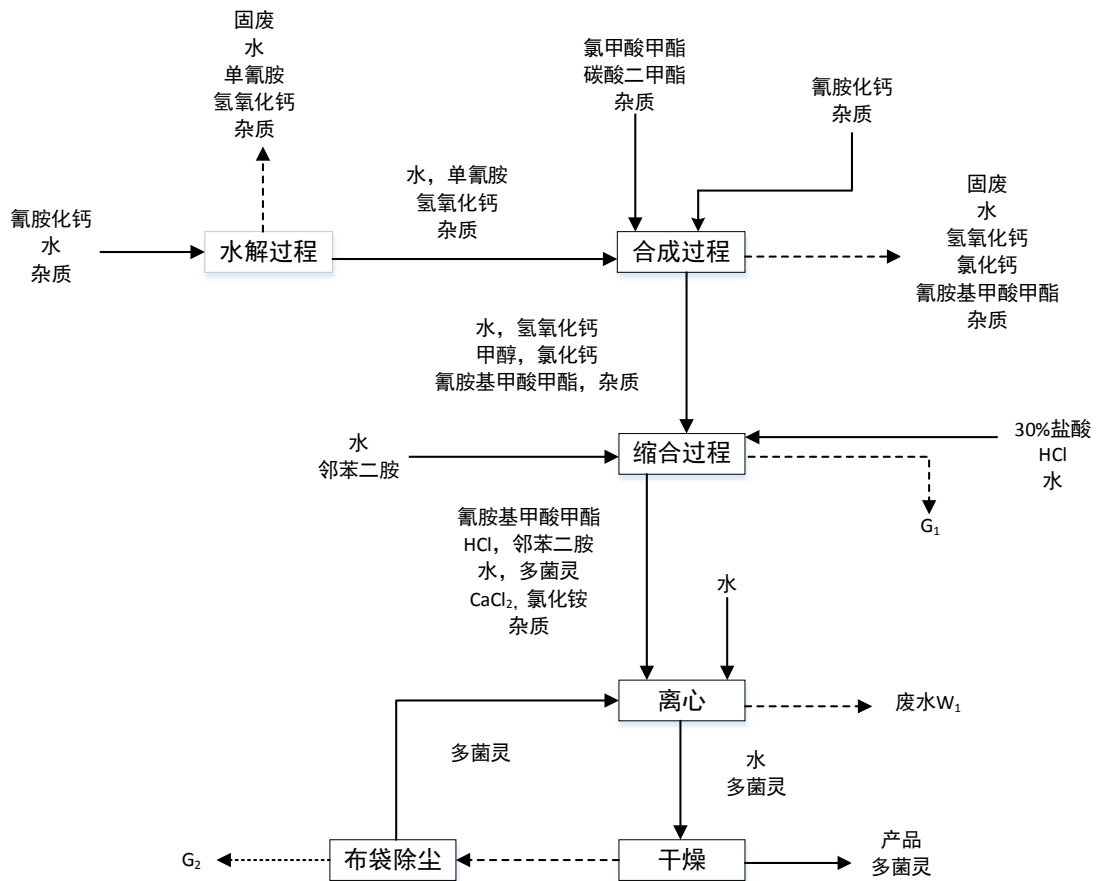 固废
水
单氰胺
氢氧化钙
杂质
氯甲酸甲酯
碳酸二甲酯
杂质
氰胺化钙
杂质
氰胺化钙
水
杂质
水解过程
水，单氰胺
氢氧化钙
杂质
合成过程
固废
水
氢氧化钙
氯化钙
氰胺基甲酸甲酯
杂质
水，氢氧化钙
甲醇，氯化钙
氰胺基甲酸甲酯，杂质
水
邻苯二胺
缩合过程
30%盐酸
HCl
水
G₁
氰胺基甲酸甲酯
HCl，邻苯二胺
水，多菌灵
CaCl₂，氯化铵
杂质
水
离心
废水W₁
多菌灵
水
多菌灵
G₂
布袋除尘
干燥
产品
多菌灵